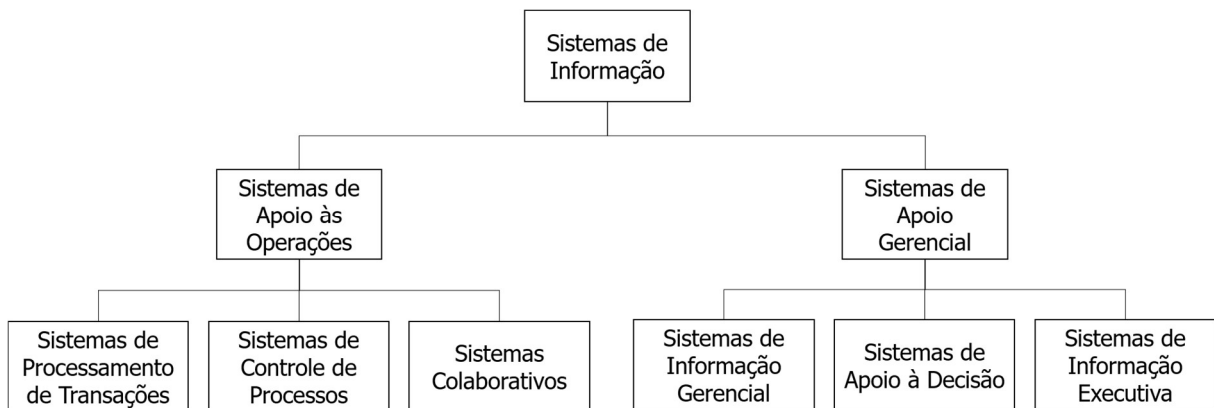 Sistemas de
Informação
Sistemas de
Apoio às
Operações
Sistemas de
Apoio
Gerencial
Sistemas de
Processamento
de Transações
Sistemas de
Controle de
Processos
Sistemas
Colaborativos
Sistemas de
Informação
Gerencial
Sistemas de
Apoio à Decisão
Sistemas de
Informação
Executiva